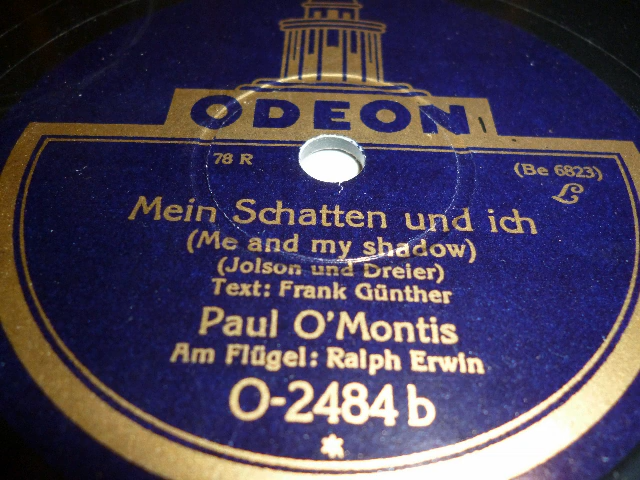 ODEON
78 R
(Be 6823)
L
Mein Schatten und ich
(Me and my shadow)
(Jolson und Dreier)
Text: Frank Günther
Paul O'Montis
Am Flügel: Ralph Erwin
O-2484 b
*